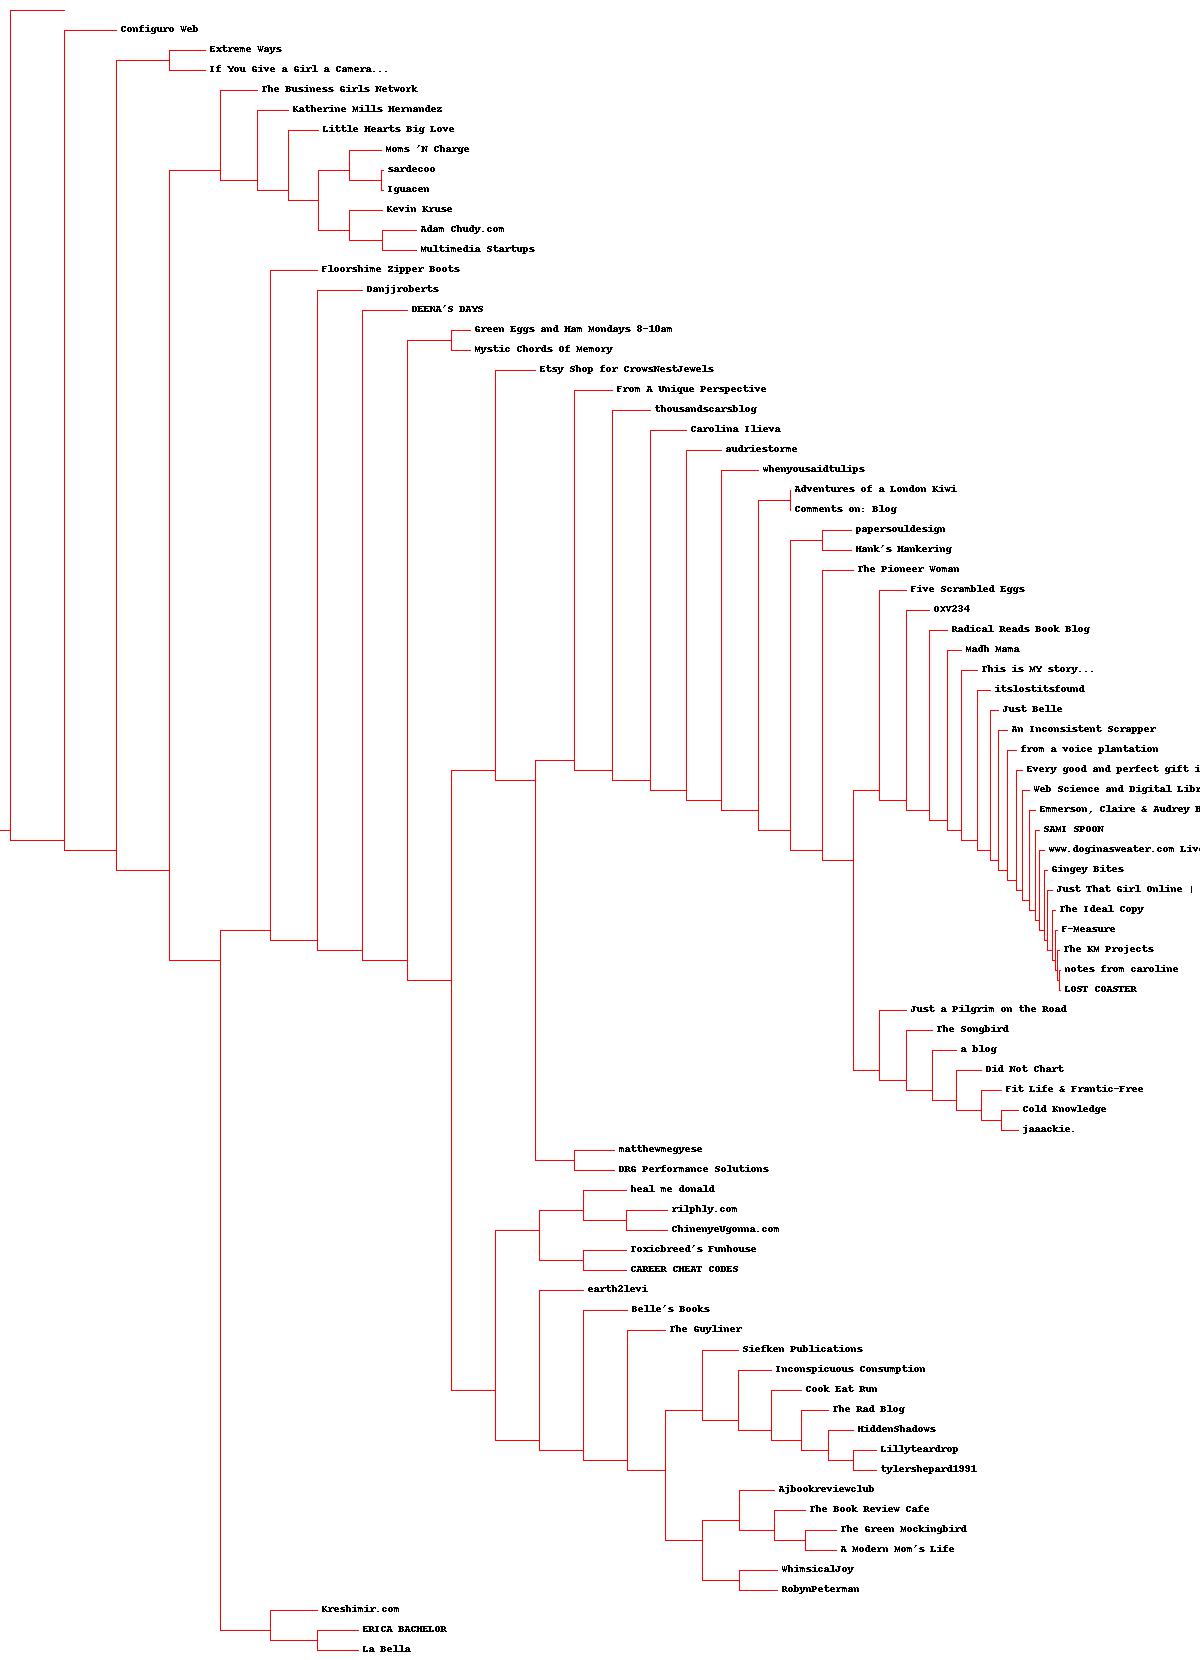 Configuro Web
Extreme Ways
If You Give a Girl a Camera...
The Business Girls Network
Katherine Mills Hernandez
Little Hearts Big Love
Moms 'N Charge
sardecoo
Iguacen
Kevin Kruse
Adam Chudy.com
Multimedia Startups
Floorshime Zipper Boots
Danjjroberts
DEENA'S DAYS
Green Eggs and Ham Mondays 8-10am
Mystic Chords Of Memory
Etsy Shop for CrowsNestJewels
From A Unique Perspective
thousandscarsblog
Carolina Ilieva
audriestorme
whenyousaidtulips
Adventures of a London Kiwi
Comments on: Blog
papersouldesign
Hank's Hankering
The Pioneer Woman
Five Scrambled Eggs
oxv234
Radical Reads Book Blog
Madh Mama
This is MY story...
itslostitsfound
Just Belle
An Inconsistent Scrapper
from a voice plantation
Every good and perfect gift i
Web Science and Digital Libr
Emmerson, Claire & Audrey B
SAMI SPOON
www.doginasweater.com Live
Gingey Bites
Just That Girl Online |
The Ideal Copy
F-Measure
The KM Projects
notes from caroline
LOST COASTER
Just a Pilgrim on the Road
The Songbird
a blog
Did Not Chart
Fit Life & Frantic-Free
Cold Knowledge
jaaackie.
matthewmegyese
DRG Performance Solutions
heal me donald
rilphly.com
ChinenyeUgonna.com
Toxicbreed's Funhouse
CAREER CHEAT CODES
earth2levi
Belle's Books
The Guyliner
Siefken Publications
Inconspicuous Consumption
Cook Eat Run
The Rad Blog
HiddenShadows
Lillyteardrop
tylershepard1991
Ajbookreviewclub
The Book Review Cafe
The Green Mockingbird
A Modern Mom's Life
WhimsicalJoy
RobynPeterman
Kreshimir.com
ERICA BACHELOR
La Bella